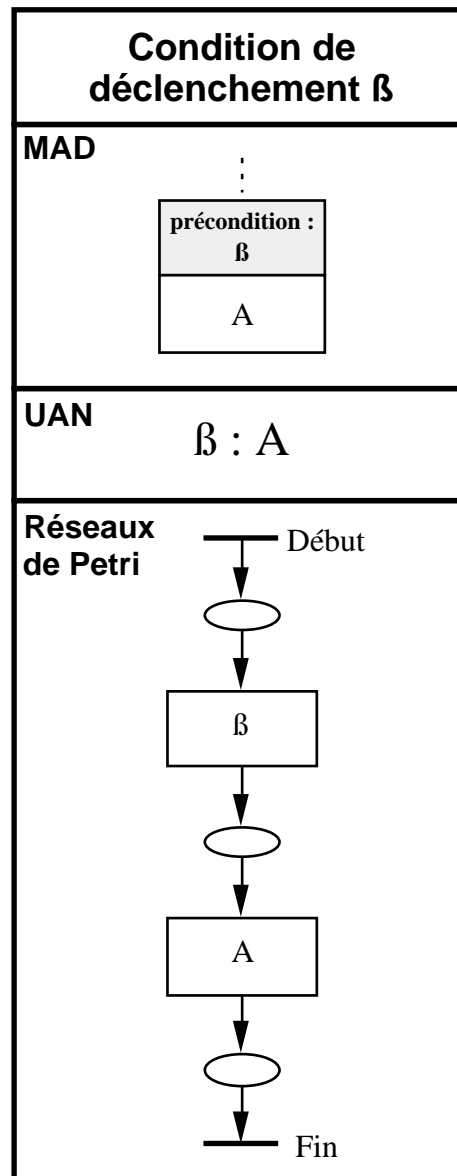 Condition de
déclenchement ß
MAD
précondition :
ß
A
UAN
ß : A
Réseaux
de Petri
Début
ß
A
Fin